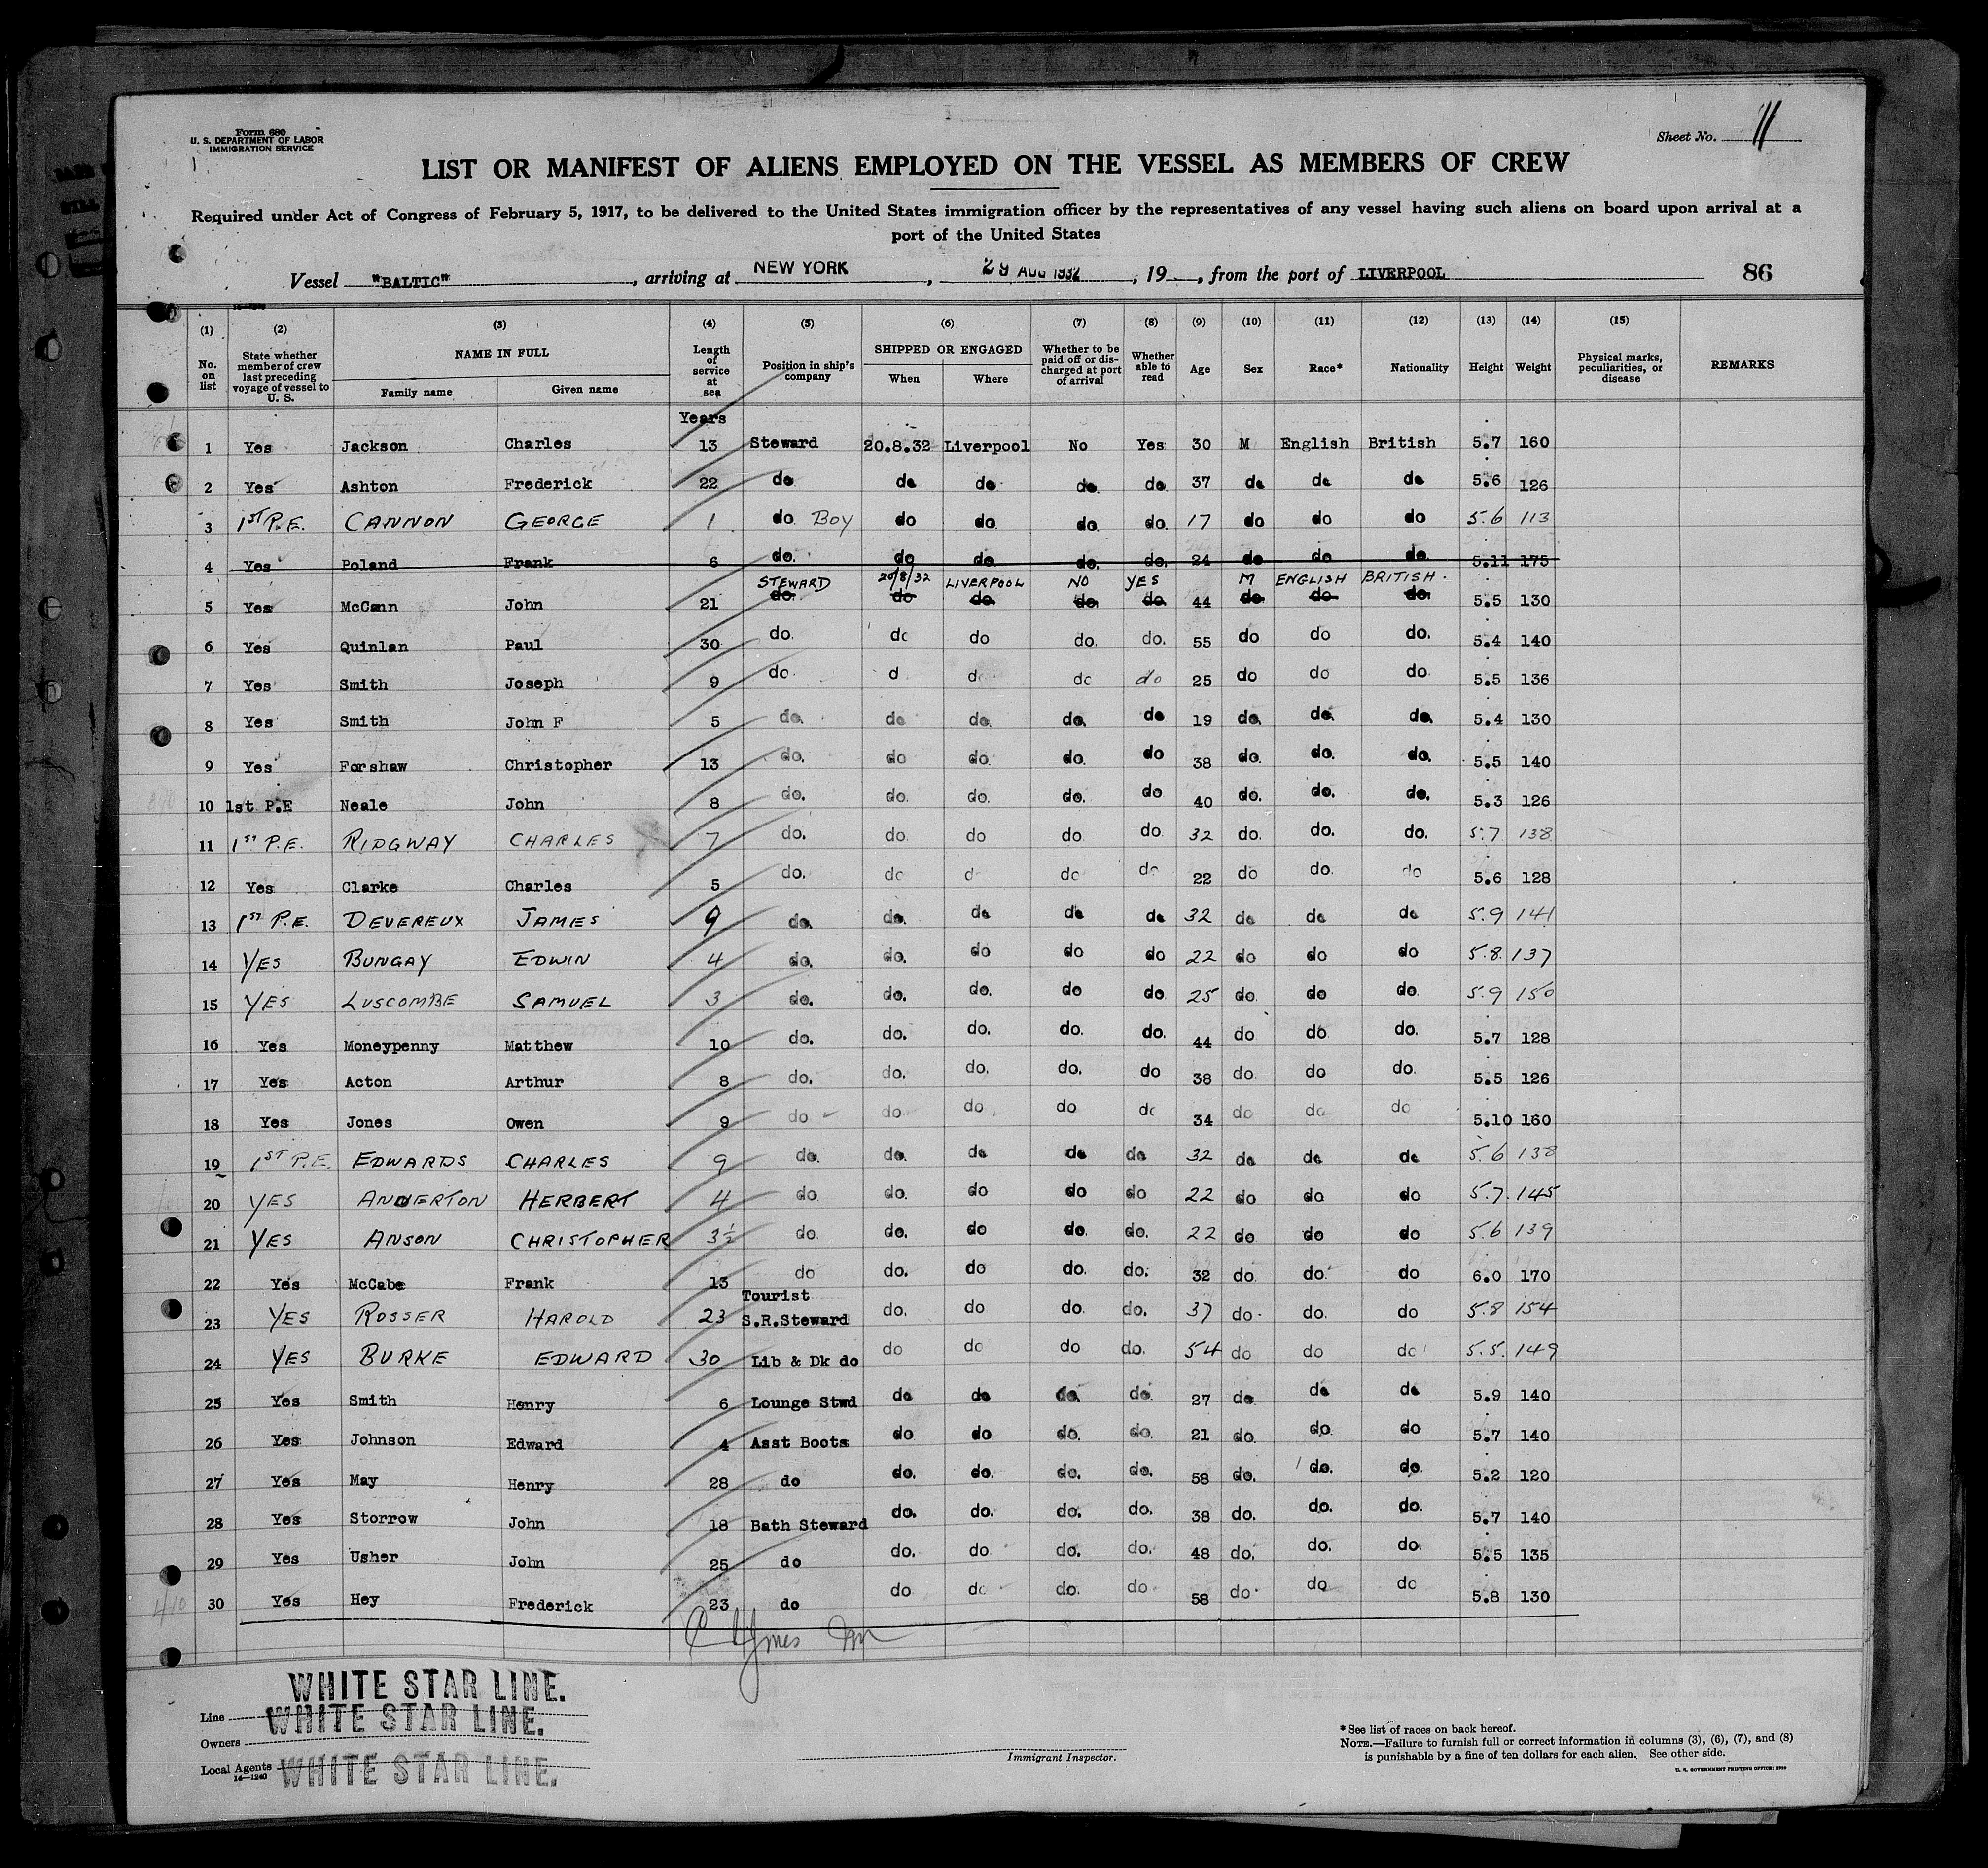 Form 680
U. S. DEPARTMENT OF LABOR
IMMIGRATION SERVICE
Sheet No. 11
LIST OR MANIFEST OF ALIENS EMPLOYED ON THE VESSEL AS MEMBERS OF CREW
Required under Act of Congress of February 5, 1917, to be delivered to the United States immigration officer by the representatives of any vessel having such aliens on board upon arrival at a
port of the United States
Vessel "BALTIC", arriving at NEW YORK, 29 AUG 1932, 19, from the port of LIVERPOOL 86
(1) (2) (3) (4) (5) (6) (7) (8) (9) (10) (11) (12) (13) (14) (15)
No. on list State whether member of crew last preceding voyage of vessel to U. S. NAME IN FULL Family name Given name Length of service at sea Position in ship's company SHIPPED OR ENGAGED When Where Whether to be paid off or discharged at port of arrival Whether able to read Age Sex Race* Nationality Height Weight Physical marks, peculiarities, or disease REMARKS
Years
1 Yes Jackson Charles 13 Steward 20.8.32 Liverpool No Yes 30 M English British 5.7 160
2 Yes Ashton Frederick 22 do do do do. do. 37 do do do 5.6 126
3 1ST P.E. CANNON GEORGE 1 do. BOY do do. do. do. 17 do do do 5.6 113
4 Yes Poland Frank 6 do. do do. do. do. 24 do do do. 5.11 175
STEWARD 20/8/32 LIVERPOOL NO YES M ENGLISH BRITISH.
5 Yes McCann John 21 do. do do. do. do. 44 do. do do. 5.5 130
6 Yes Quinlan Paul 30 do. do do do. do. 55 do do do. 5.4 140
7 Yes Smith Joseph 9 do. d d do do 25 do do do. 5.5 136
8 Yes Smith John F 5 do. do do. do. do 19 do. do. do. 5.4 130
9 Yes Forshaw Christopher 13 do. do do. do. do 38 do. do. do. 5.5 140
10 1st P.E Neale John 8 do. do. do. do. do 40 do. do. do. 5.3 126
11 1ST P.E. RIDGWAY CHARLES 7 do. do. do do. do. 32 do. do. do. 5.7 138
12 Yes Clarke Charles 5 do. do d do do 22 do do. do 5.6 128
13 1ST P.E. DEVEREUX JAMES 9 do. do. do do do 32 do do do 5.9 141
14 YES BUNGAY EDWIN 4 do. do. do do do 22 do do do 5.8. 137
15 YES LUSCOMBE SAMUEL 3 do. do. do. do do. 25 do. do do. 5.9 150
16 Yes Moneypenny Matthew 10 do. do. do. do. do. 44 do do do. 5.7 128
17 Yes Acton Arthur 8 do. do. do. do. do 38 do. do do. 5.5 126
18 Yes Jones Owen 9 do do do. do do 34 do do do 5.10 160
19 1ST P.E. EDWARDS CHARLES 9 do. do. do do do 32 do do do 5.6 138
20 YES ANDERTON HERBERT 4 do. do. do do do 22 do do do 5.7. 145
21 YES ANSON CHRISTOPHER 3½ do. do. do do. do. 22 do do do 5.6 139
22 Yes McCabe Frank 13 do do. do do. do. 32 do. do. do 6.0 170
23 YES ROSSER HAROLD 23 Tourist S.R.Steward do. do do. do. 37 do. do. do 5.8 154
24 YES BURKE EDWARD 30 Lib & Dk do do do do do. 54 do do do 5.5. 149
25 Yes Smith Henry 6 Lounge Stwd do do do. do. 27 do. do do 5.9 140
26 Yes Johnson Edward 4 Asst Boots do do do. do. 21 do. do. do 5.7 140
27 Yes May Henry 28 do do. do. do. do. 58 do. do. do. 5.2 120
28 Yes Storrow John 18 Bath Steward do. do. do. do. 38 do. do. do. 5.7 140
29 Yes Usher John 25 do do. do do. do. 48 do. do. do. 5.5 135
30 Yes Hey Frederick 23 do do do do. do 58 do. do do 5.8 130
WHITE STAR LINE.
Line WHITE STAR LINE.
Owners
Local Agents WHITE STAR LINE.
14—1240
Immigrant Inspector.
*See list of races on back hereof.
NOTE.—Failure to furnish full or correct information in columns (3), (6), (7), and (8)
is punishable by a fine of ten dollars for each alien. See other side.
U. S. GOVERNMENT PRINTING OFFICE: 1929